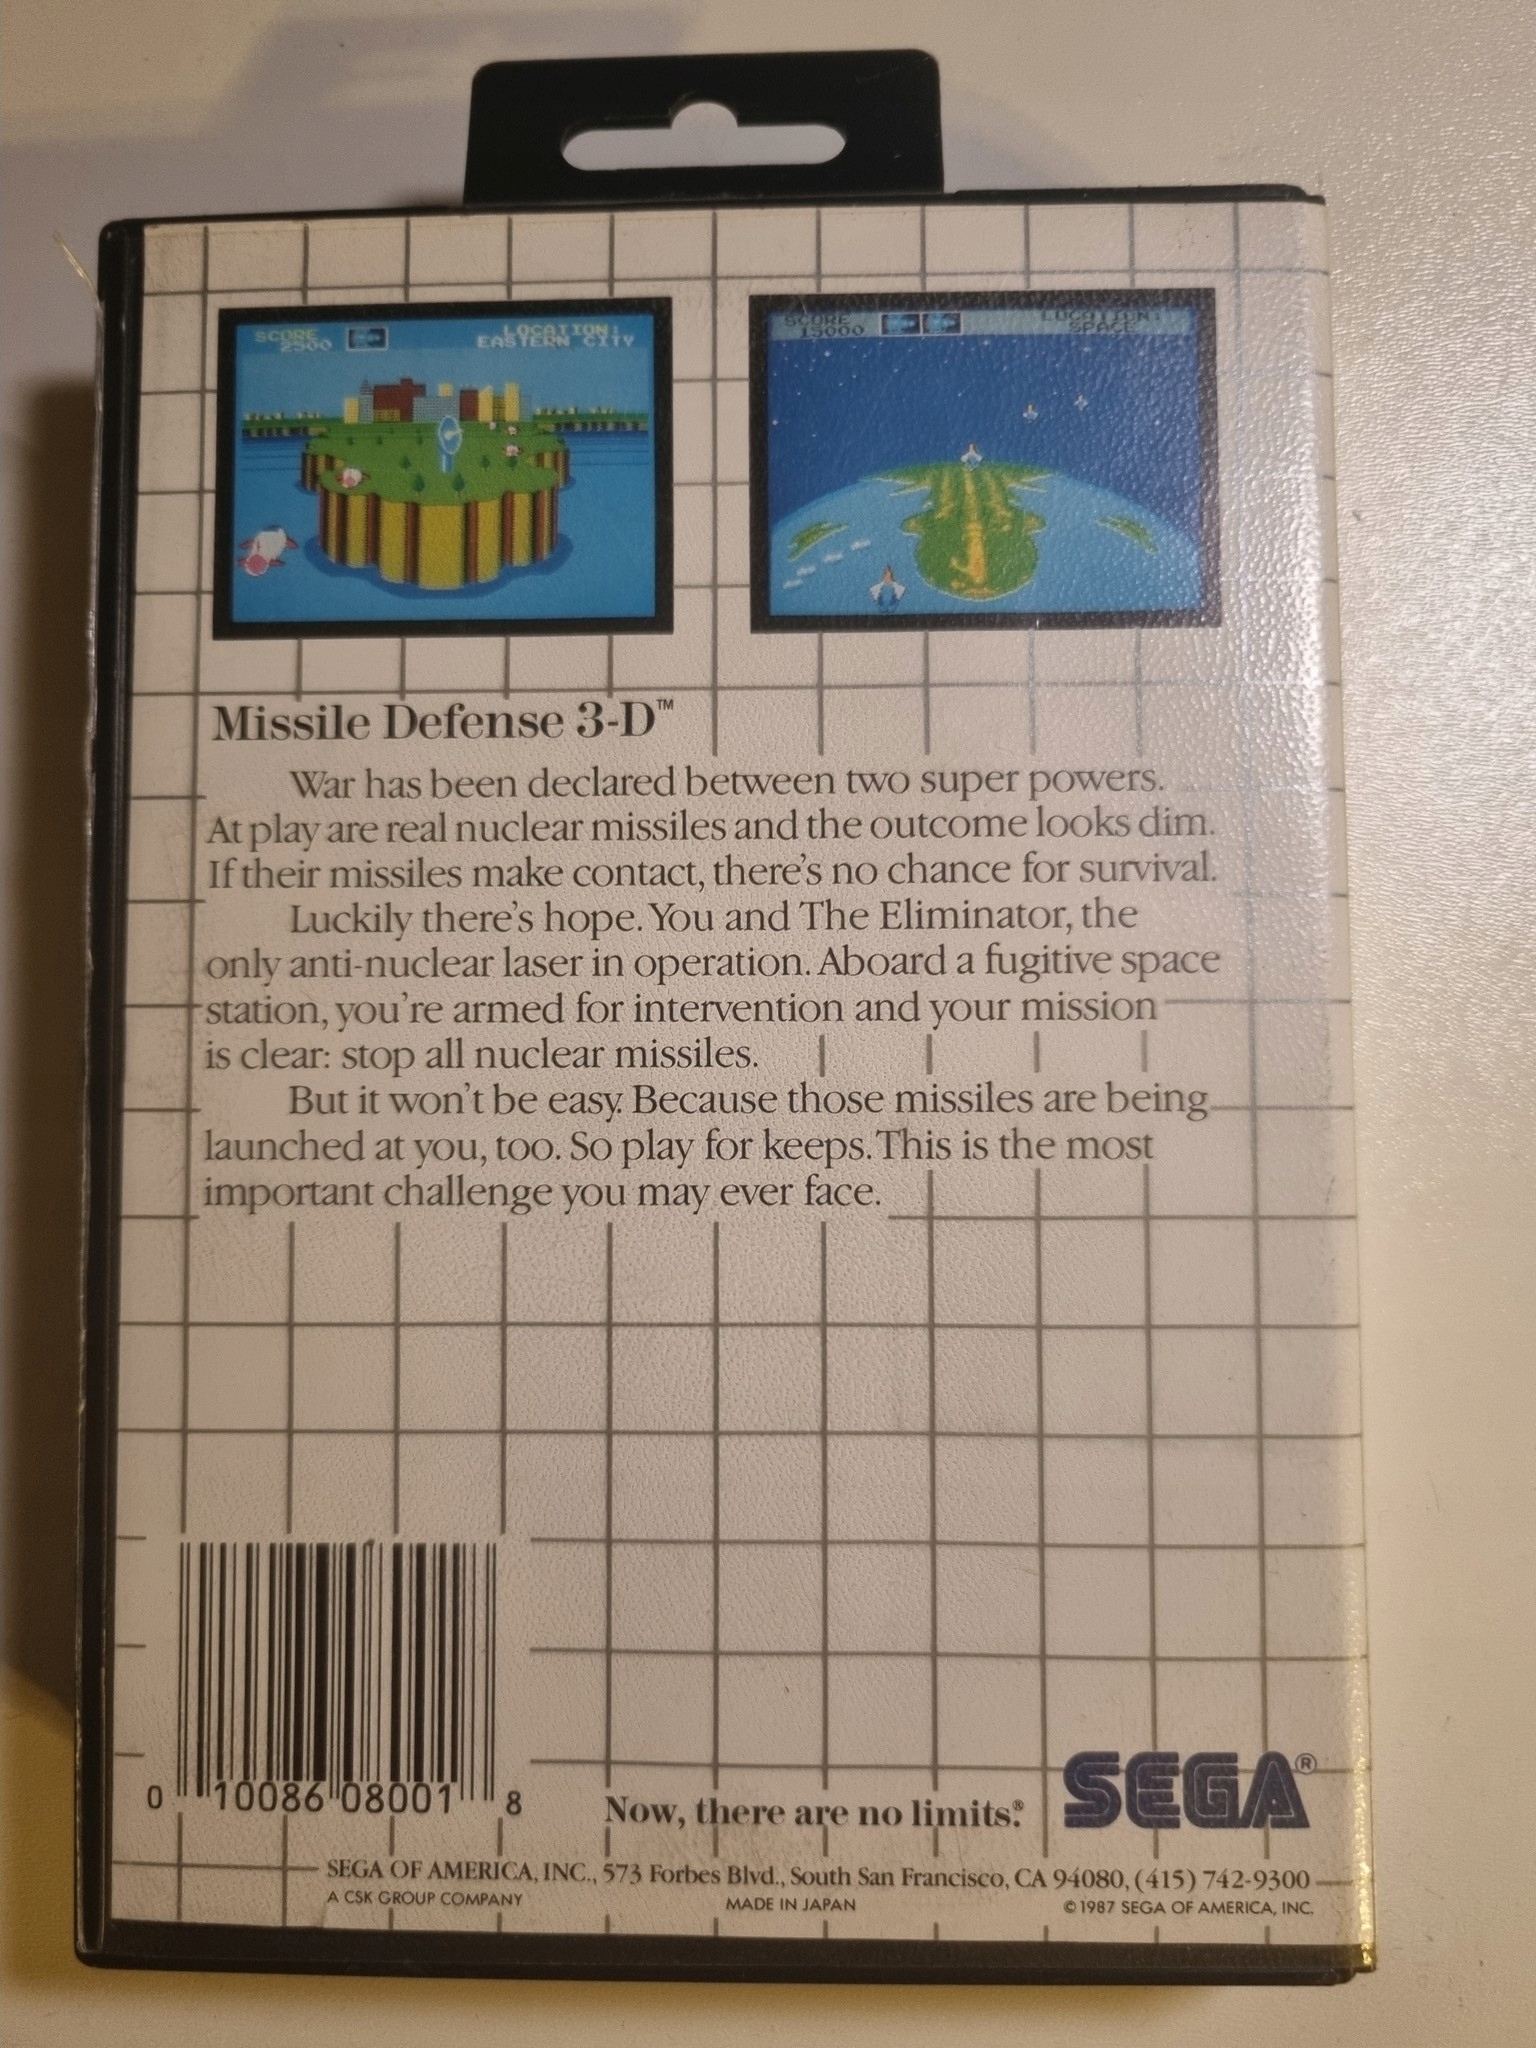 SCORE
2500
LOCATION:
EASTERN CITY
SCORE
15000
LOCATION:
SPACE
Missile Defense 3-D™
War has been declared between two super powers.
At play are real nuclear missiles and the outcome looks dim.
If their missiles make contact, there's no chance for survival.
Luckily there's hope. You and The Eliminator, the
only anti-nuclear laser in operation. Aboard a fugitive space
station, you're armed for intervention and your mission
is clear: stop all nuclear missiles.
But it won't be easy. Because those missiles are being
launched at you, too. So play for keeps. This is the most
important challenge you may ever face.
0 10086 08001 8
Now, there are no limits.®
SEGA®
SEGA OF AMERICA, INC., 573 Forbes Blvd., South San Francisco, CA 94080, (415) 742-9300
A CSK GROUP COMPANY
MADE IN JAPAN
©1987 SEGA OF AMERICA, INC.